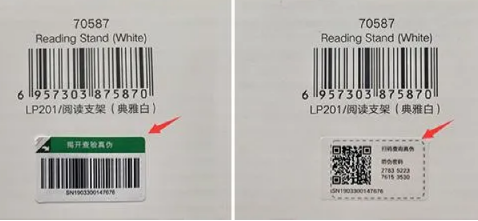 70587
Reading Stand (White)
6 957303 875870
LP201/阅读支架（典雅白）
揭开查验真伪
SN1903300147676
70587
Reading Stand (White)
6 957303 875870
LP201/阅读支架（典雅白）
扫码查询真伪
防伪密码
2783 9223
7615 3530
SN1903300147676